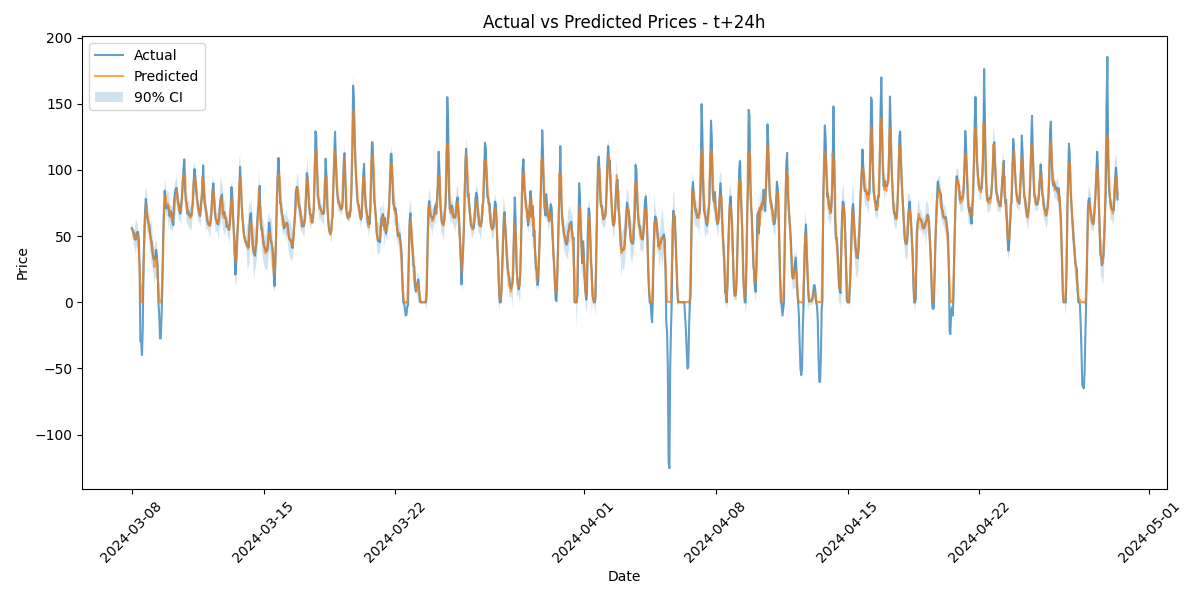 Actual vs Predicted Prices - t+24h
Actual
Predicted
90% CI
200
150
100
50
0
−50
−100
Price
2024-03-08
2024-03-15
2024-03-22
2024-04-01
2024-04-08
2024-04-15
2024-04-22
2024-05-01
Date